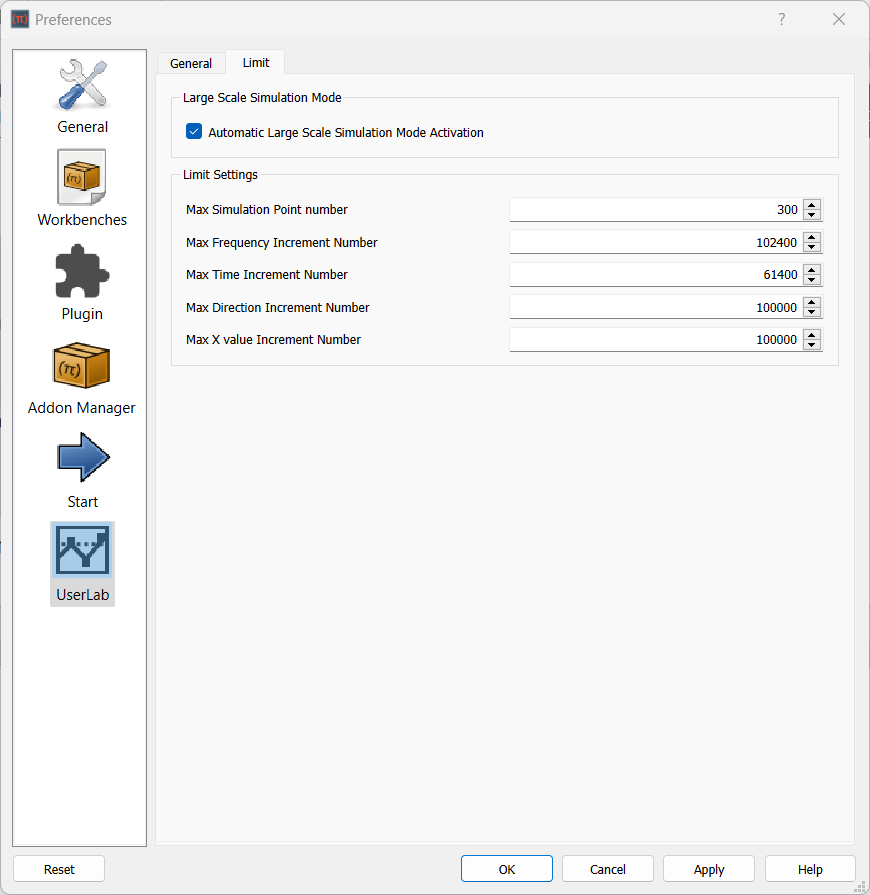 (π) Preferences ?
General
Workbenches
(π)
Plugin
(π)
Addon Manager
Start
UserLab
General Limit
Large Scale Simulation Mode
Automatic Large Scale Simulation Mode Activation
Limit Settings
Max Simulation Point number 300
Max Frequency Increment Number 102400
Max Time Increment Number 61400
Max Direction Increment Number 100000
Max X value Increment Number 100000
Reset OK Cancel Apply Help